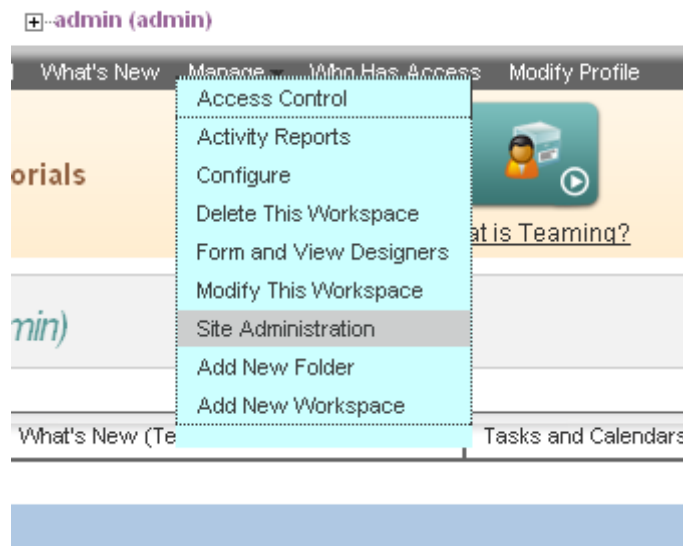 admin (admin)
What's New Manage Who Has Access Modify Profile
Access Control
Activity Reports
orials
Configure
Delete This Workspace
at is Teaming?
Form and View Designers
Modify This Workspace
min)
Site Administration
Add New Folder
Add New Workspace
What's New (Te
Tasks and Calendars